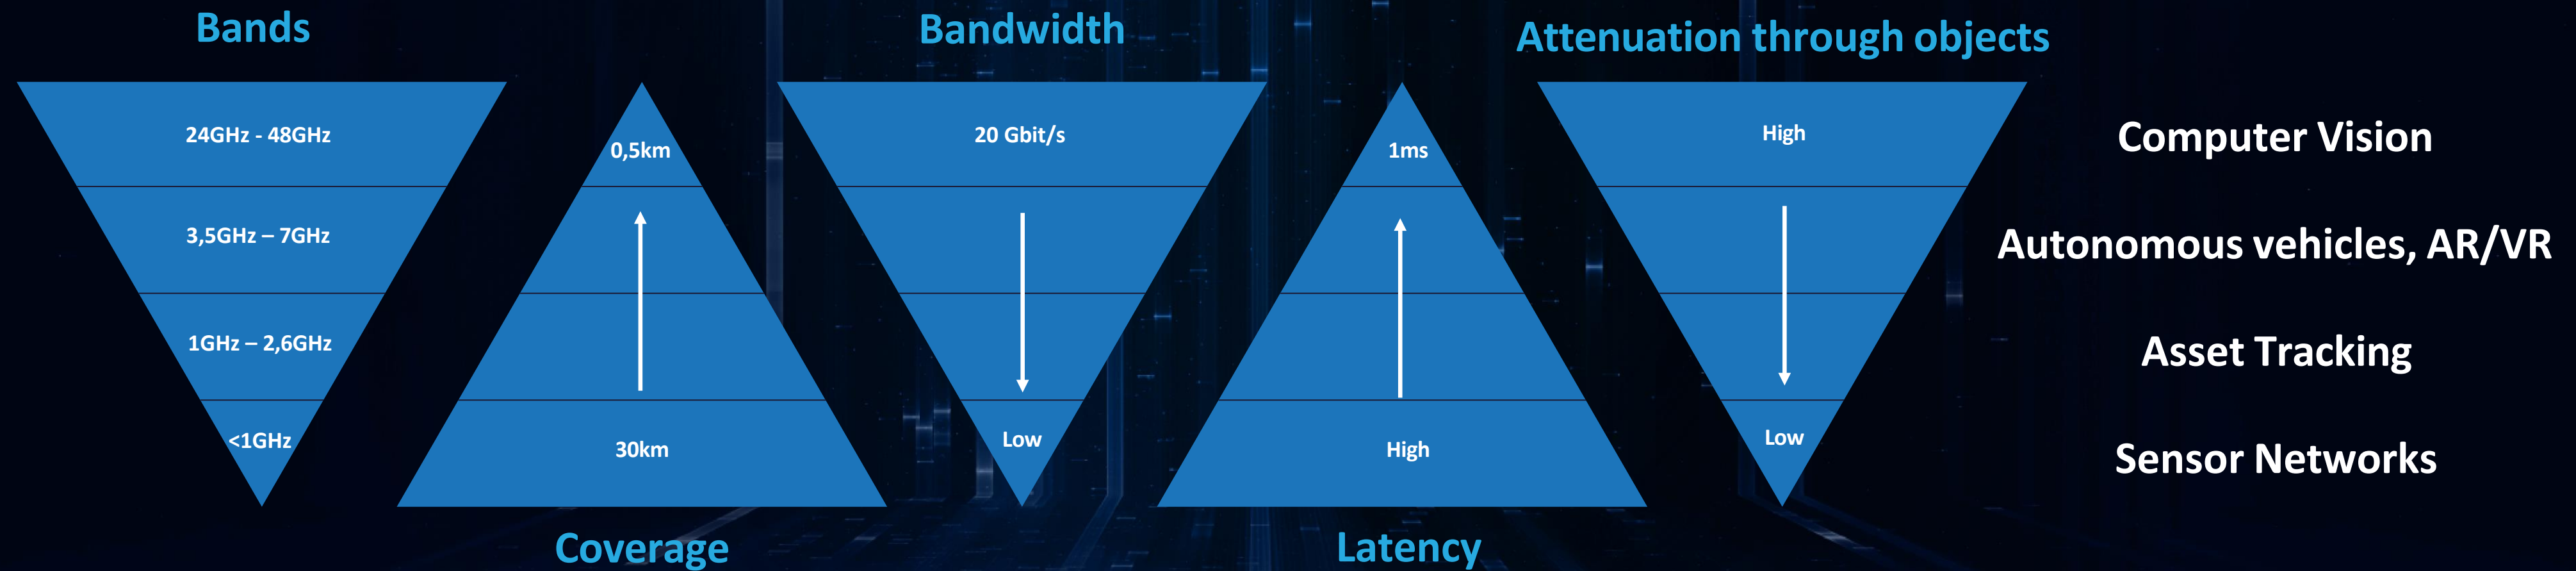 Bands
Bandwidth
Attenuation through objects
24GHz - 48GHz
0,5km
20 Gbit/s
1ms
High
Computer Vision
3,5GHz – 7GHz
Autonomous vehicles, AR/VR
1GHz – 2,6GHz
Asset Tracking
<1GHz
30km
Low
High
Low
Sensor Networks
Coverage
Latency